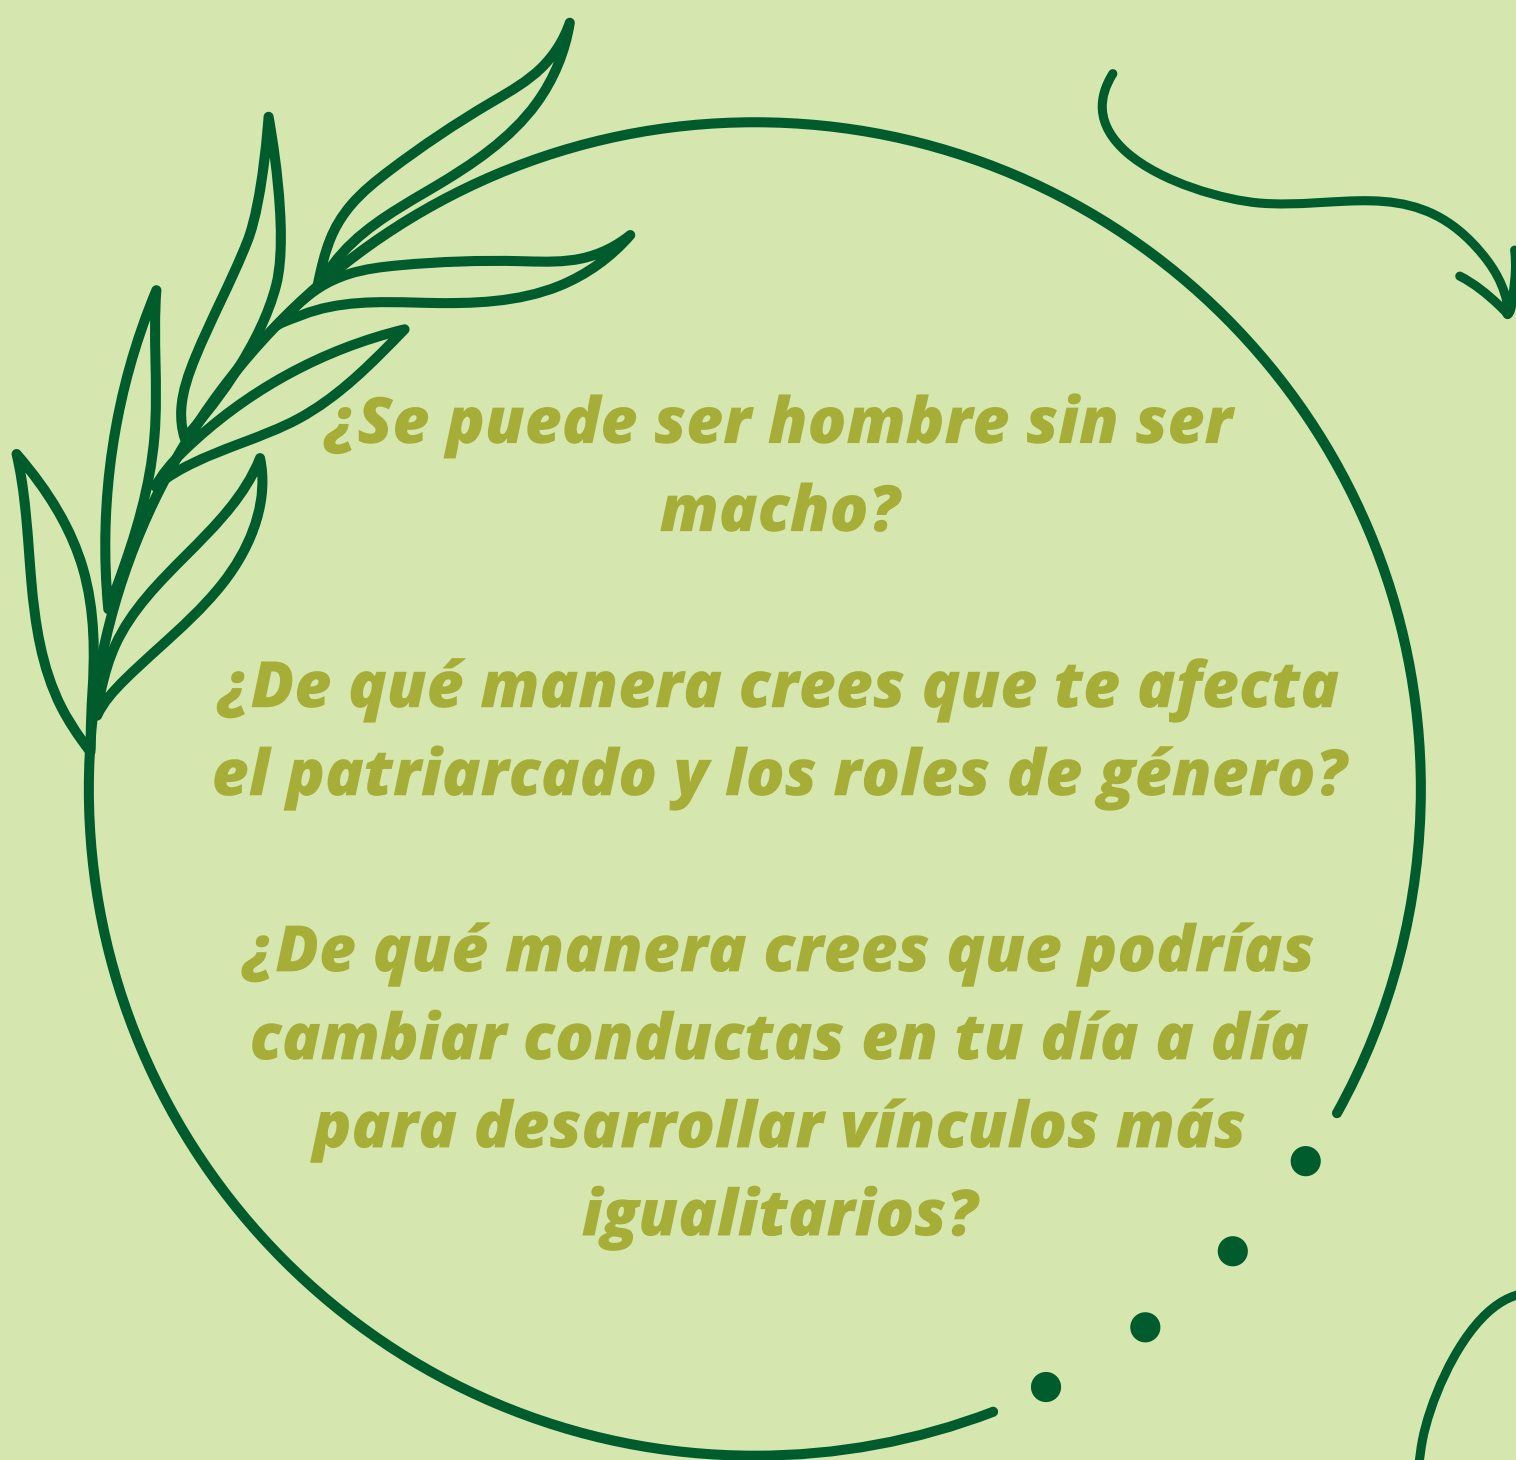 ¿Se puede ser hombre sin ser
macho?
¿De qué manera crees que te afecta
el patriarcado y los roles de género?
¿De qué manera crees que podrías
cambiar conductas en tu día a día
para desarrollar vínculos más
igualitarios?